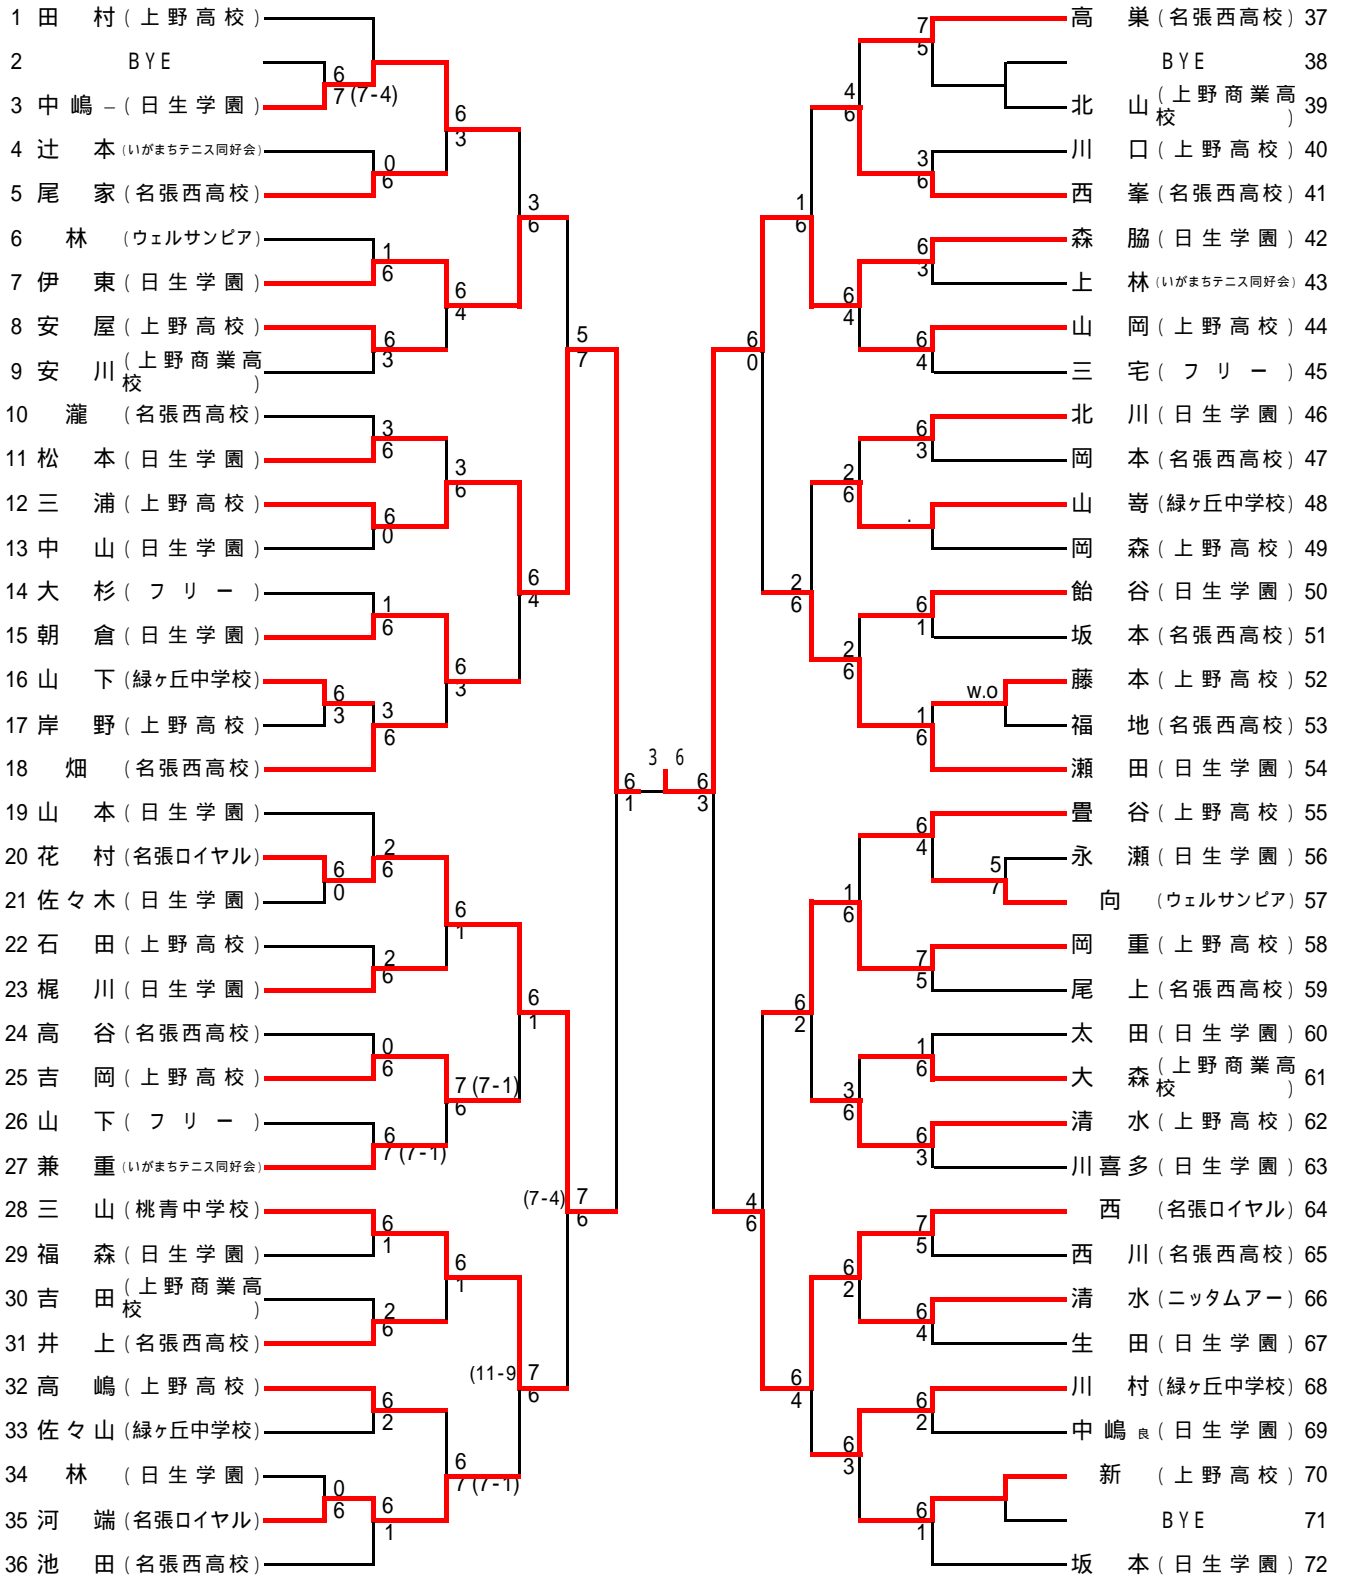 1 田 村 (上野高校)
2 BYE
3 中嶋 一 (日生学園)
4 辻 本 (いがまちテニス同好会)
5 尾 家 (名張西高校)
6 林 (ウェルサンピア)
7 伊 東 (日生学園)
8 安 屋 (上野高校)
9 安 川 (上野商業高校)
10 瀧 (名張西高校)
11 松 本 (日生学園)
12 三 浦 (上野高校)
13 中 山 (日生学園)
14 大 杉 (フリー)
15 朝 倉 (日生学園)
16 山 下 (緑ヶ丘中学校)
17 岸 野 (上野高校)
18 畑 (名張西高校)
19 山 本 (日生学園)
20 花 村 (名張ロイヤル)
21 佐々木 (日生学園)
22 石 田 (上野高校)
23 梶 川 (日生学園)
24 高 谷 (名張西高校)
25 吉 岡 (上野高校)
26 山 下 (フリー)
27 兼 重 (いがまちテニス同好会)
28 三 山 (桃青中学校)
29 福 森 (日生学園)
30 吉 田 (上野商業高校)
31 井 上 (名張西高校)
32 高 嶋 (上野高校)
33 佐々山 (緑ヶ丘中学校)
34 林 (日生学園)
35 河 端 (名張ロイヤル)
36 池 田 (名張西高校)
6
7 (7-4)
6
3
0
6
6
0
6
3
0
6
1
6
6
3
3
6
6
0
1
6
3
6
2
6
2
6
0
6
6
7 (7-1)
6
1
2
6
6
2
6
1
6
3
6
4
3
6
6
3
6
1
7 (7-1)
6
6
1
6
7 (7-1)
3
6
6
4
6
1
(11-9
7
6
5
7
(7-4)
7
6
6
1
3 6
6
3
6
0
4
6
1
6
2
6
6
2
6
4
4
6
6
4
2
6
2
6
1
6
3
6
6
2
6
3
7
5
3
6
6
3
6
4
6
3
.
6
1
w.o
1
6
6
4
5
7
7
5
1
6
6
3
7
5
6
4
6
2
6
1
高 巣 (名張西高校) 37
BYE 38
北 山 (上野商業高校) 39
川 口 (上野高校) 40
西 峯 (名張西高校) 41
森 脇 (日生学園) 42
上 林 (いがまちテニス同好会) 43
山 岡 (上野高校) 44
三 宅 (フリー) 45
北 川 (日生学園) 46
岡 本 (名張西高校) 47
山 嵜 (緑ヶ丘中学校) 48
岡 森 (上野高校) 49
飴 谷 (日生学園) 50
坂 本 (名張西高校) 51
藤 本 (上野高校) 52
福 地 (名張西高校) 53
瀬 田 (日生学園) 54
畳 谷 (上野高校) 55
永 瀬 (日生学園) 56
向 (ウェルサンピア) 57
岡 重 (上野高校) 58
尾 上 (名張西高校) 59
太 田 (日生学園) 60
大 森 (上野商業高校) 61
清 水 (上野高校) 62
川喜多 (日生学園) 63
西 (名張ロイヤル) 64
西 川 (名張西高校) 65
清 水 (ニッタムアー) 66
生 田 (日生学園) 67
川 村 (緑ヶ丘中学校) 68
中嶋 良 (日生学園) 69
新 (上野高校) 70
BYE 71
坂 本 (日生学園) 72